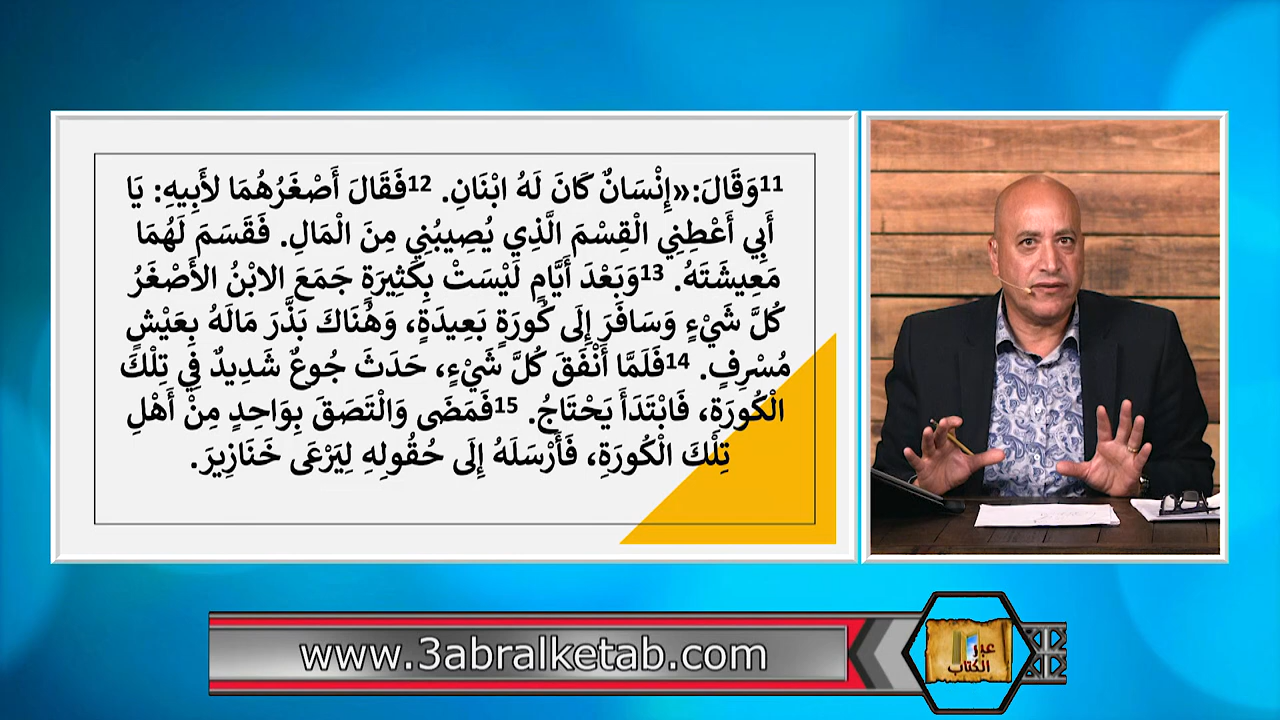 11وَقَالَ:«إِنْسَانٌ كَانَ لَهُ ابْنَانِ. 12فَقَالَ أَصْغَرُهُمَا لأَبِيهِ: يَا
أَبِي أَعْطِنِي الْقِسْمَ الَّذِي يُصِيبُنِي مِنَ الْمَالِ. فَقَسَمَ لَهُمَا
مَعِيشَتَهُ. 13وَبَعْدَ أَيَّامٍ لَيْسَتْ بِكَثِيرَةٍ جَمَعَ الابْنُ الأَصْغَرُ
كُلَّ شَيْءٍ وَسَافَرَ إِلَى كُورَةٍ بَعِيدَةٍ، وَهُنَاكَ بَذَّرَ مَالَهُ بِعَيْشٍ
مُسْرِفٍ. 14فَلَمَّا أَنْفَقَ كُلَّ شَيْءٍ، حَدَثَ جُوعٌ شَدِيدٌ فِي تِلْكَ
الْكُورَةِ، فَابْتَدَأَ يَحْتَاجُ. 15فَمَضَى وَالْتَصَقَ بِوَاحِدٍ مِنْ أَهْلِ
تِلْكَ الْكُورَةِ، فَأَرْسَلَهُ إِلَى حُقُولِهِ لِيَرْعَى خَنَازِيرَ.
www.3abralketab.com
عبر
الكتاب